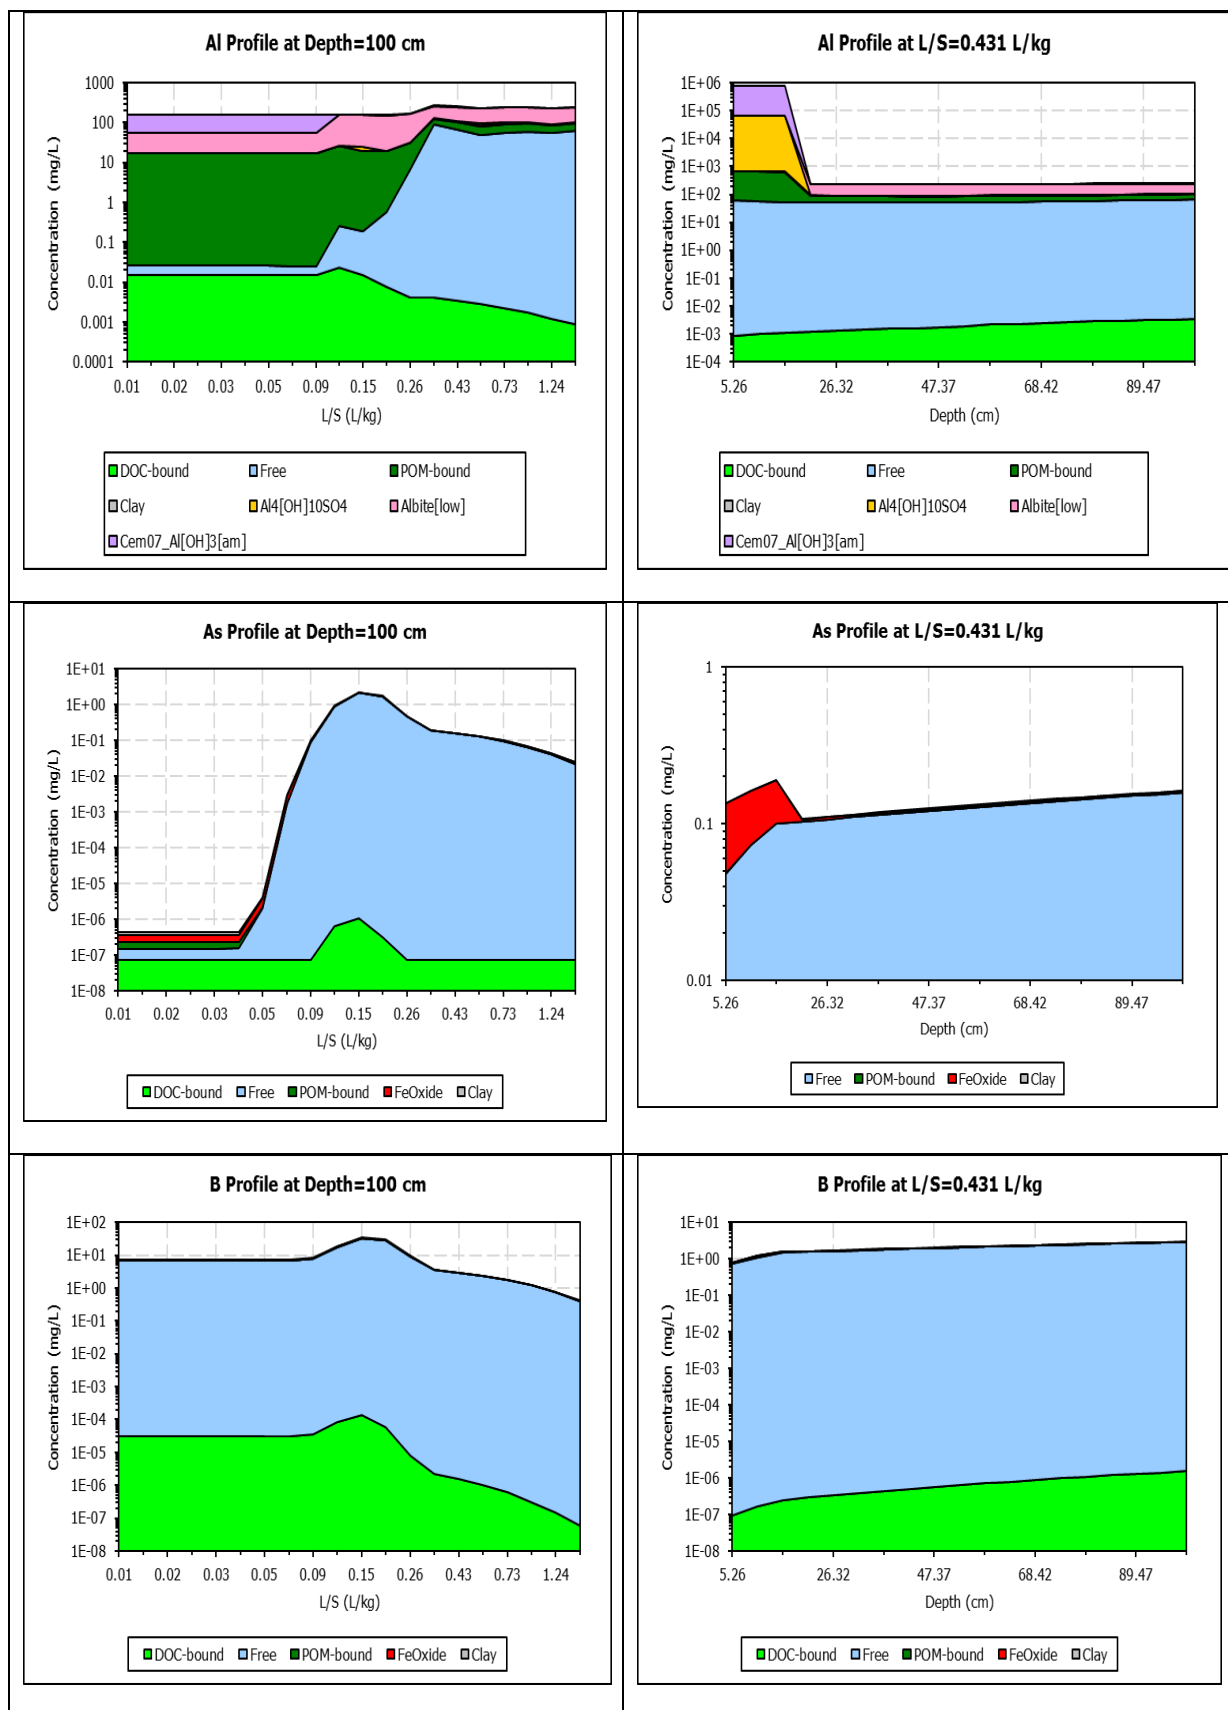 Al Profile at Depth=100 cm
Concentration (mg/L)
1000
100
10
1
0.1
0.01
0.001
0.0001
0.01 0.02 0.03 0.05 0.09 0.15 0.26 0.43 0.73 1.24
L/S (L/kg)
DOC-bound Free POM-bound
Clay Al4[OH]10SO4 Albite[low]
Cem07_Al[OH]3[am]
Al Profile at L/S=0.431 L/kg
Concentration (mg/L)
1E+06
1E+05
1E+04
1E+03
1E+02
1E+01
1E+00
1E-01
1E-02
1E-03
1E-04
5.26 26.32 47.37 68.42 89.47
Depth (cm)
DOC-bound Free POM-bound
Clay Al4[OH]10SO4 Albite[low]
Cem07_Al[OH]3[am]
As Profile at Depth=100 cm
Concentration (mg/L)
1E+01
1E+00
1E-01
1E-02
1E-03
1E-04
1E-05
1E-06
1E-07
1E-08
0.01 0.02 0.03 0.05 0.09 0.15 0.26 0.43 0.73 1.24
L/S (L/kg)
DOC-bound Free POM-bound FeOxide Clay
As Profile at L/S=0.431 L/kg
Concentration (mg/L)
1
0.1
0.01
5.26 26.32 47.37 68.42 89.47
Depth (cm)
Free POM-bound FeOxide Clay
B Profile at Depth=100 cm
Concentration (mg/L)
1E+02
1E+01
1E+00
1E-01
1E-02
1E-03
1E-04
1E-05
1E-06
1E-07
1E-08
0.01 0.02 0.03 0.05 0.09 0.15 0.26 0.43 0.73 1.24
L/S (L/kg)
DOC-bound Free POM-bound FeOxide Clay
B Profile at L/S=0.431 L/kg
Concentration (mg/L)
1E+01
1E+00
1E-01
1E-02
1E-03
1E-04
1E-05
1E-06
1E-07
1E-08
5.26 26.32 47.37 68.42 89.47
Depth (cm)
DOC-bound Free POM-bound FeOxide Clay